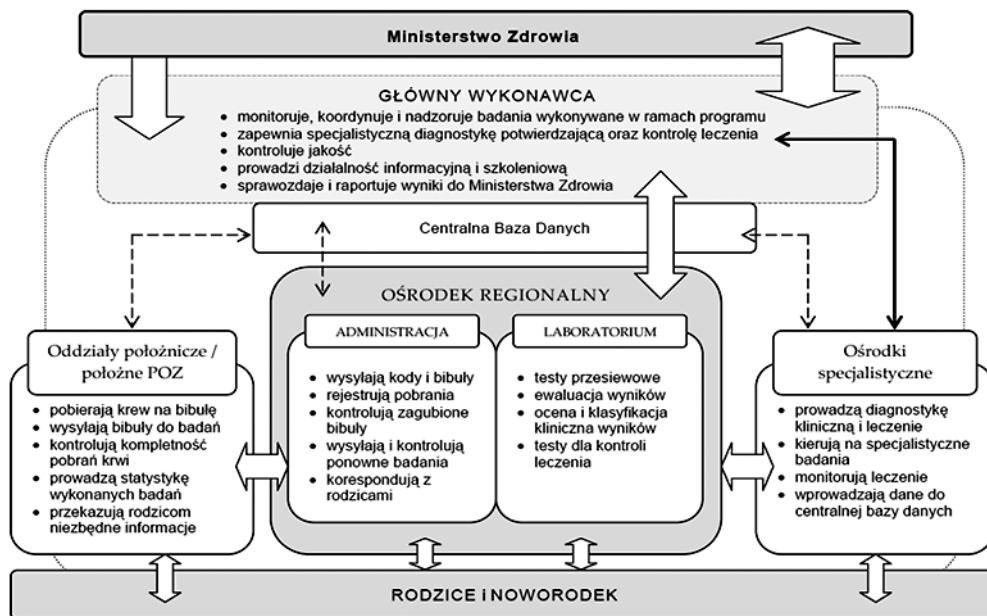 Ministerstwo Zdrowia
GŁÓWNY WYKONAWCA
• monitoruje, koordynuje i nadzoruje badania wykonywane w ramach programu
• zapewnia specjalistyczną diagnostykę potwierdzającą oraz kontrolę leczenia
• kontroluje jakość
• prowadzi działalność informacyjną i szkoleniową
• sprawozdaje i raportuje wyniki do Ministerstwa Zdrowia
Centralna Baza Danych
OŚRODEK REGIONALNY
Oddziały położnicze /
położne POZ
• pobierają krew na bibułę
• wysyłają bibuły do badań
• kontrolują kompletność
pobrań krwi
• prowadzą statystykę
wykonanych badań
• przekazują rodzicom
niezbędne informacje
ADMINISTRACJA
• wysyłają kody i bibuły
• rejestrują pobrania
• kontrolują zagubione
bibuły
• wysyłają i kontrolują
ponowne badania
• korespondują z
rodzicami
LABORATORIUM
• testy przesiewowe
• ewaluacja wyników
• ocena i klasyfikacja
kliniczna wyników
• testy dla kontroli
leczenia
Ośrodki
specjalistyczne
• prowadzą diagnostykę
kliniczną i leczenie
• kierują na specjalistyczne
badania
• monitorują leczenie
• wprowadzają dane do
centralnej bazy danych
RODZICE i NOWORODEK